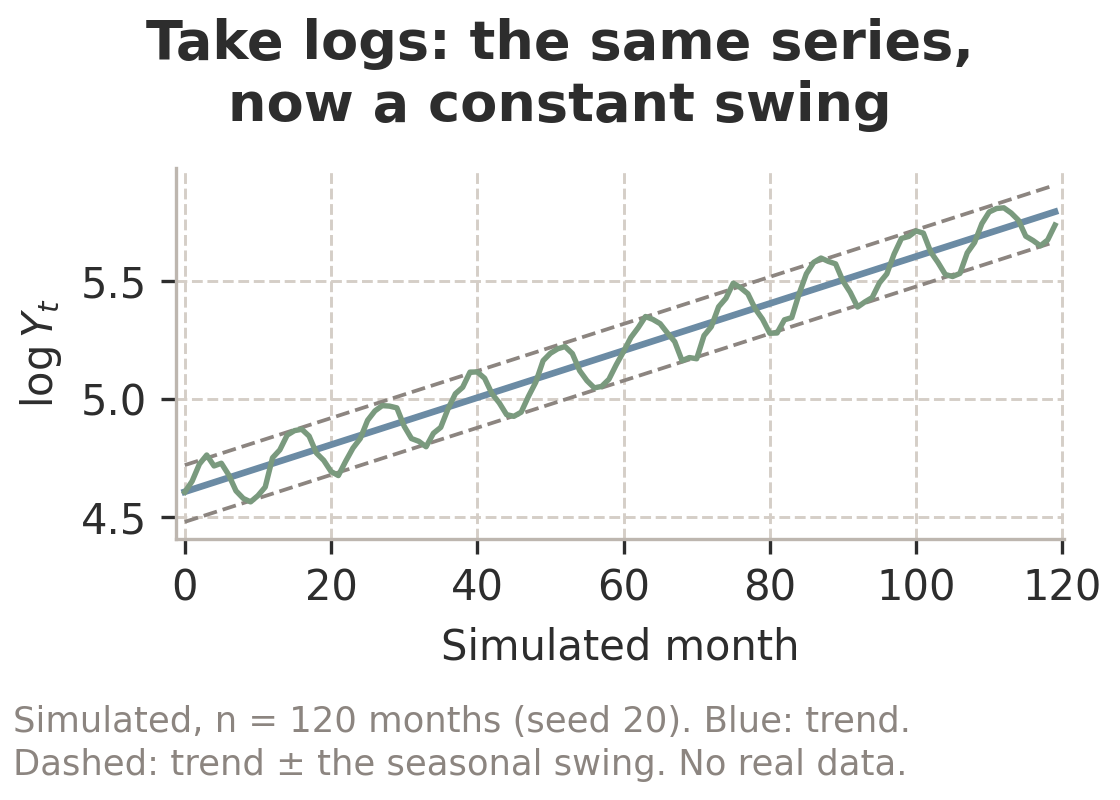 Take logs: the same series,
now a constant swing
log Yₜ
5.5
5.0
4.5
0 20 40 60 80 100 120
Simulated month
Simulated, n = 120 months (seed 20). Blue: trend.
Dashed: trend ± the seasonal swing. No real data.